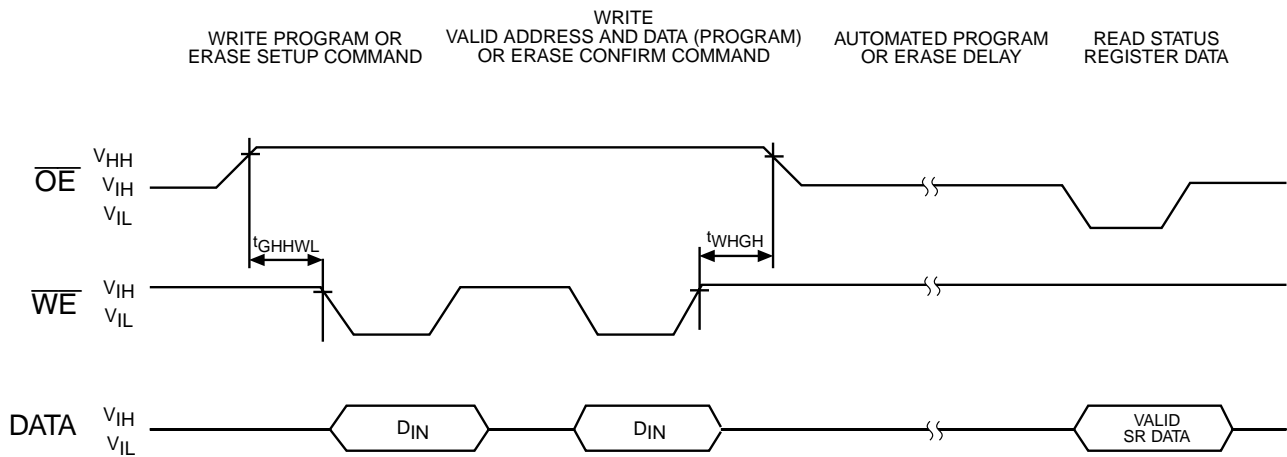 WRITE PROGRAM OR
ERASE SETUP COMMAND
WRITE
VALID ADDRESS AND DATA (PROGRAM)
OR ERASE CONFIRM COMMAND
AUTOMATED PROGRAM
OR ERASE DELAY
READ STATUS
REGISTER DATA
OE
VHH
VIH
VIL
tGHHWL
tWHGH
WE
VIH
VIL
DATA
VIH
VIL
DIN
DIN
VALID
SR DATA